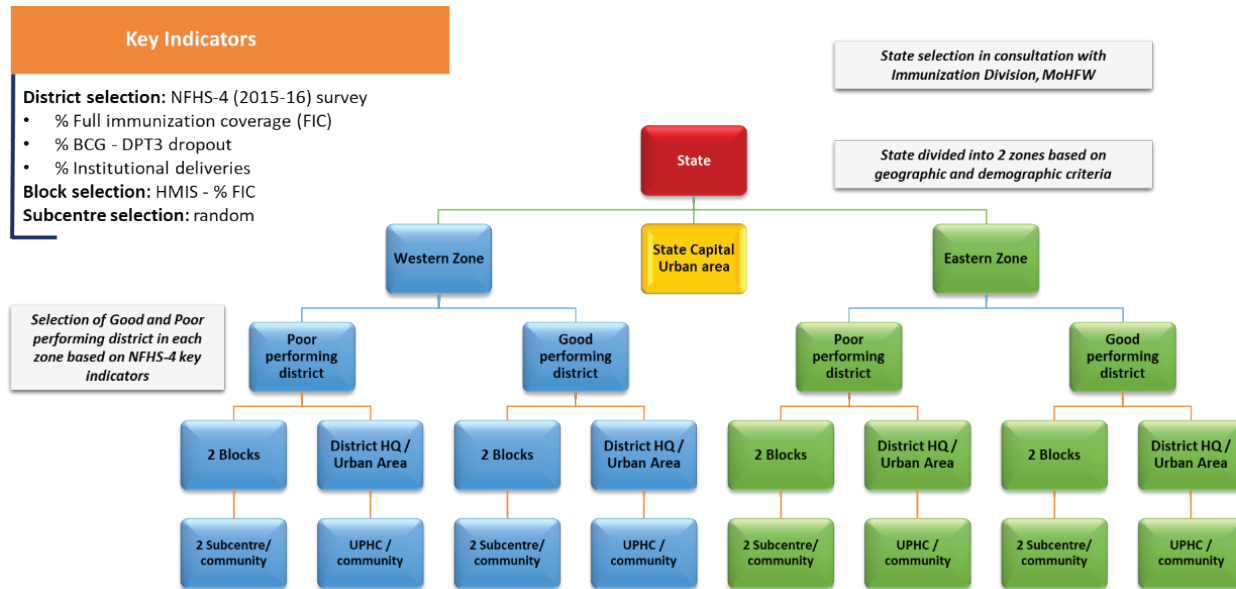 Key Indicators
District selection: NFHS-4 (2015-16) survey
• % Full immunization coverage (FIC)
• % BCG - DPT3 dropout
• % Institutional deliveries
Block selection: HMIS - % FIC
Subcentre selection: random
State selection in consultation with
Immunization Division, MoHFW
State
State divided into 2 zones based on
geographic and demographic criteria
Western Zone
State Capital
Urban area
Eastern Zone
Selection of Good and Poor
performing district in each
zone based on NFHS-4 key
indicators
Poor
performing
district
Good
performing
district
Poor
performing
district
Good
performing
district
2 Blocks
District HQ /
Urban Area
2 Blocks
District HQ
/ Urban Area
2 Blocks
District HQ /
Urban Area
2 Blocks
District HQ
/ Urban Area
2 Subcentre/
community
UPHC /
community
2 Subcentre/
community
UPHC /
community
2 Subcentre/
community
UPHC /
community
2 Subcentre/
community
UPHC /
community